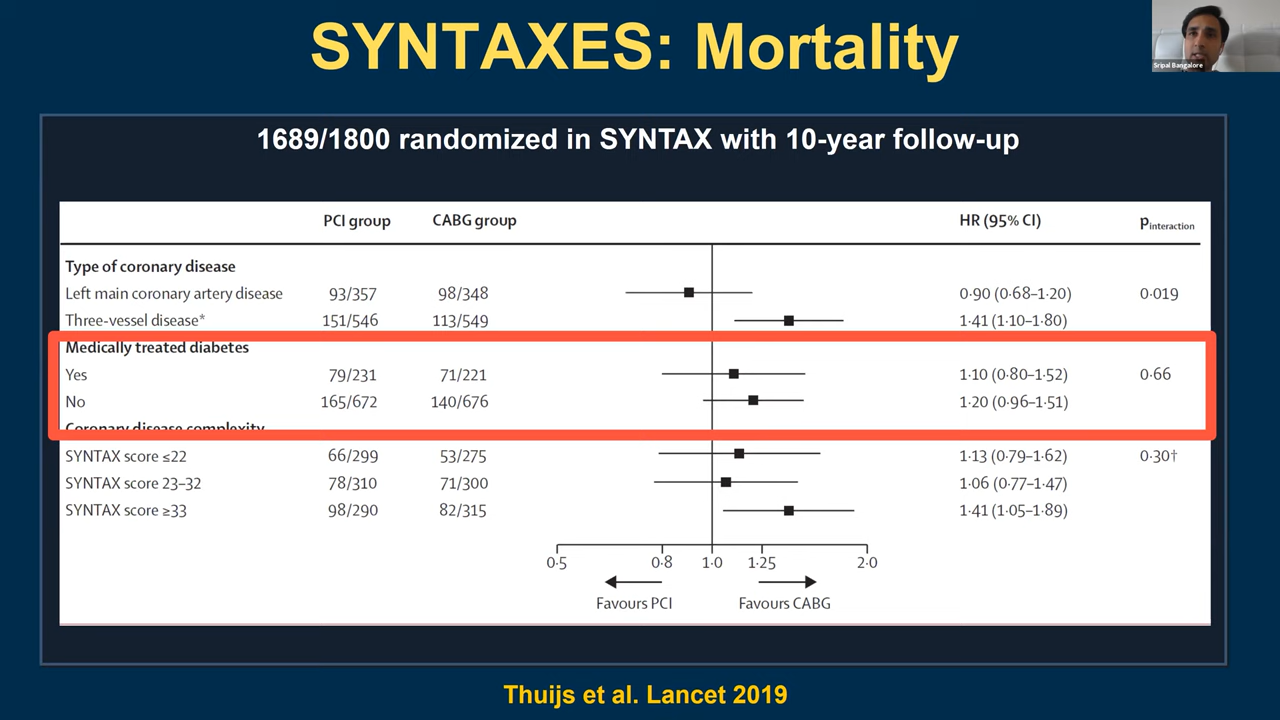 SYNTAXES: Mortality
Sripal Bangalore
1689/1800 randomized in SYNTAX with 10-year follow-up
PCI group CABG group HR (95% CI) pinteraction
Type of coronary disease
Left main coronary artery disease 93/357 98/348 0·90 (0·68–1·20) 0·019
Three-vessel disease* 151/546 113/549 1·41 (1·10–1·80)
Medically treated diabetes
Yes 79/231 71/221 1·10 (0·80–1·52) 0·66
No 165/672 140/676 1·20 (0·96–1·51)
Coronary disease complexity
SYNTAX score ≤22 66/299 53/275 1·13 (0·79–1·62) 0·30†
SYNTAX score 23–32 78/310 71/300 1·06 (0·77–1·47)
SYNTAX score ≥33 98/290 82/315 1·41 (1·05–1·89)
0·5 0·8 1·0 1·25 2·0
Favours PCI Favours CABG
Thuijs et al. Lancet 2019